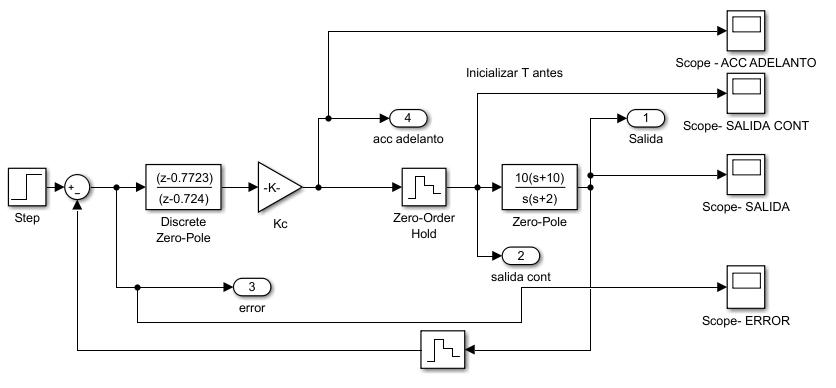 Scope - ACC ADELANTO
Inicializar T antes
4
acc adelanto
Scope- SALIDA CONT
1
Salida
+
−
Step
(z-0.7723)
(z-0.724)
Discrete
Zero-Pole
-K-
Kc
Zero-Order
Hold
10(s+10)
s(s+2)
Zero-Pole
Scope- SALIDA
2
salida cont
3
error
Scope- ERROR